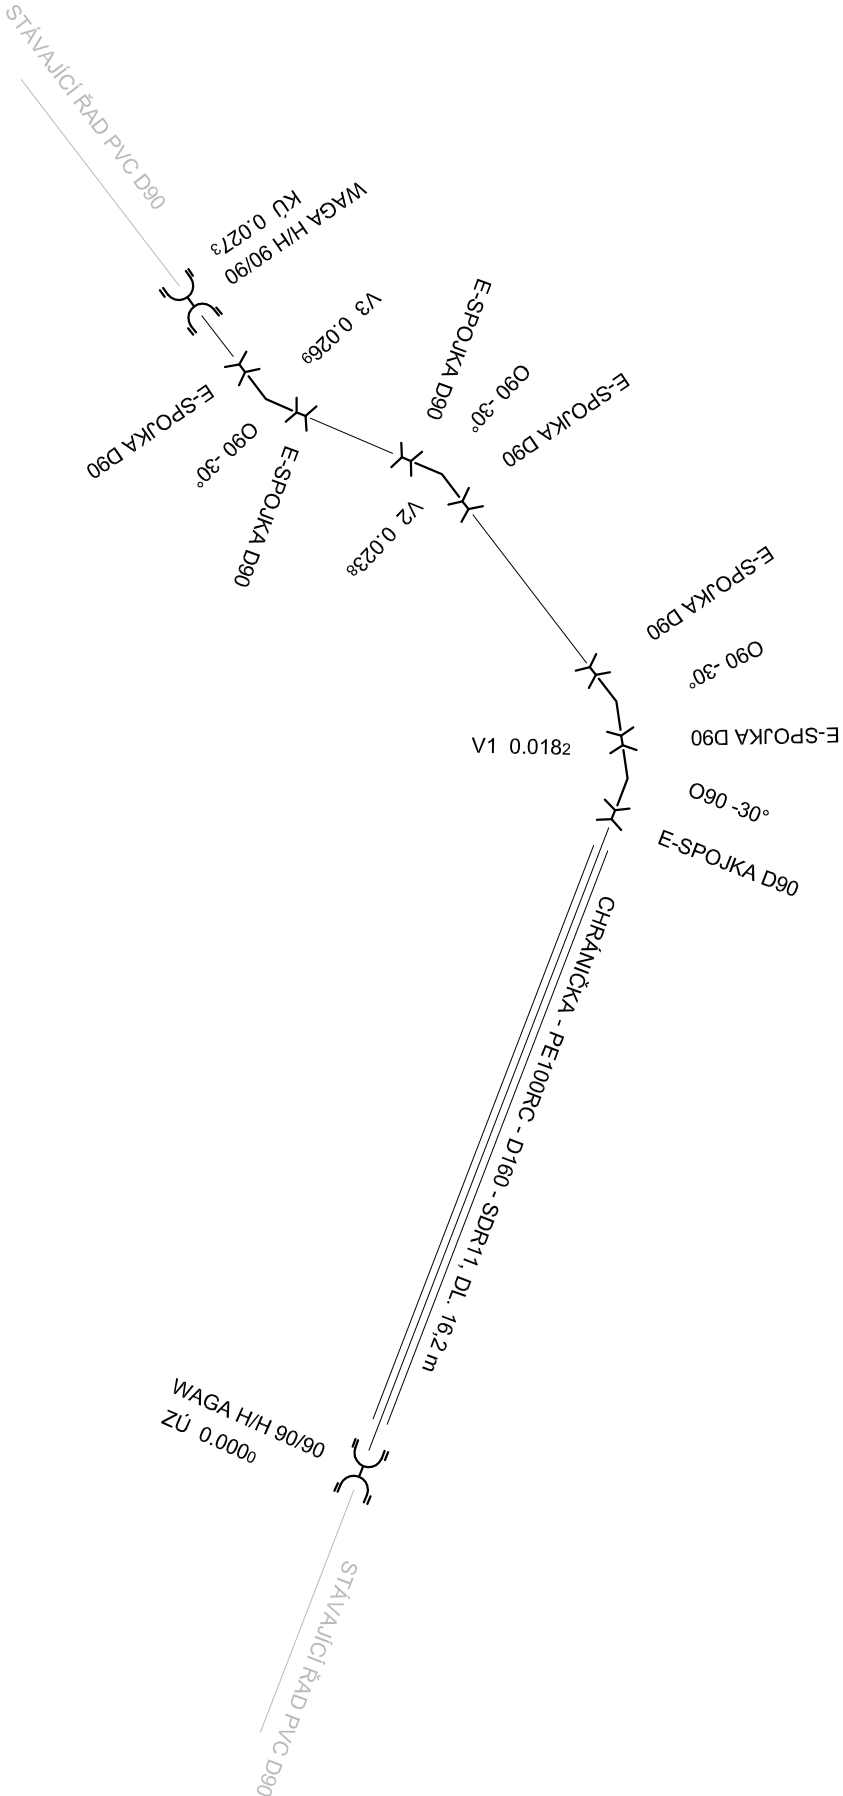 STÁVAJÍCÍ ŘAD PVC D90
WAGA H/H 90/90
KÚ 0.0273
V3 0.0269
E-SPOJKA D90
O90 -30°
E-SPOJKA D90
E-SPOJKA D90
O90 -30°
E-SPOJKA D90
V2 0.0238
E-SPOJKA D90
O90 -30°
E-SPOJKA D90
V1 0.0182
O90 -30°
E-SPOJKA D90
CHRÁNIČKA - PE100RC - D160 - SDR11, DL. 16,2 m
WAGA H/H 90/90
ZÚ 0.0000
STÁVAJÍCÍ ŘAD PVC D90